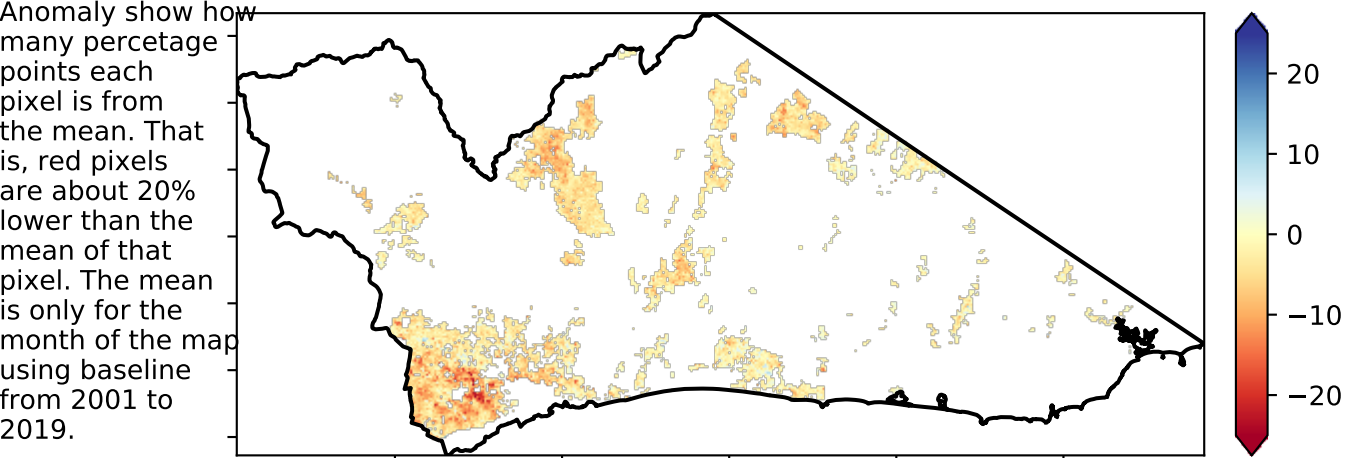 Anomaly show how
many percetage
points each
pixel is from
the mean. That
is, red pixels
are about 20%
lower than the
mean of that
pixel. The mean
is only for the
month of the map
using baseline
from 2001 to
2019.
20
10
0
−10
−20